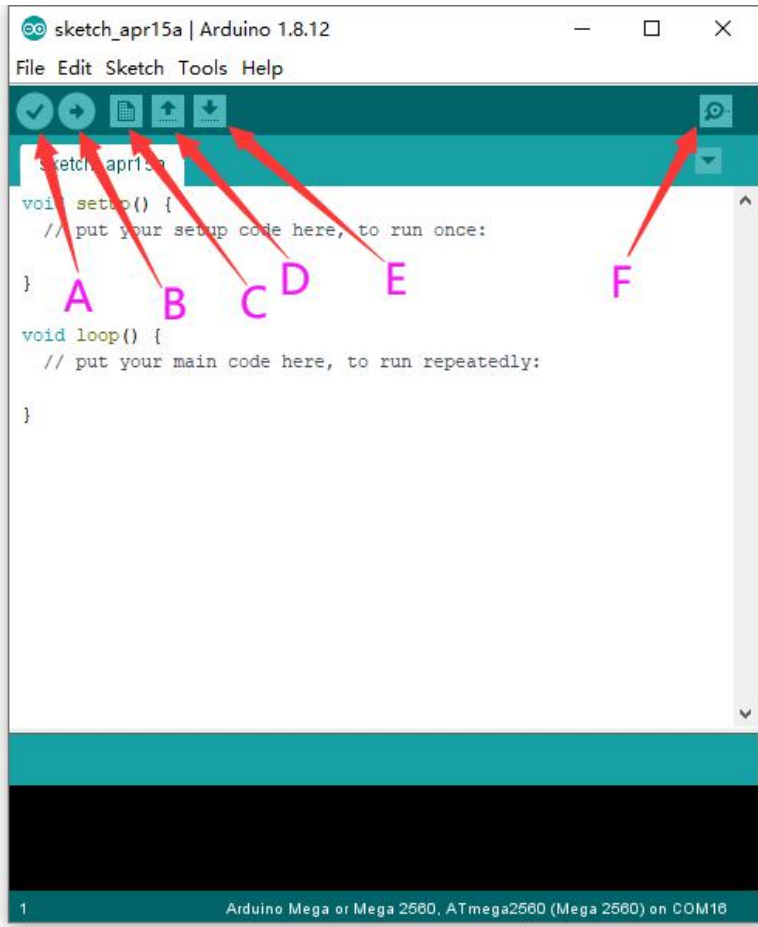 sketch_apr15a | Arduino 1.8.12
File Edit Sketch Tools Help
sketch_apr15a
void setup() {
// put your setup code here, to run once:
}
void loop() {
// put your main code here, to run repeatedly:
}
A B C D E F
1 Arduino Mega or Mega 2560, ATmega2560 (Mega 2560) on COM16